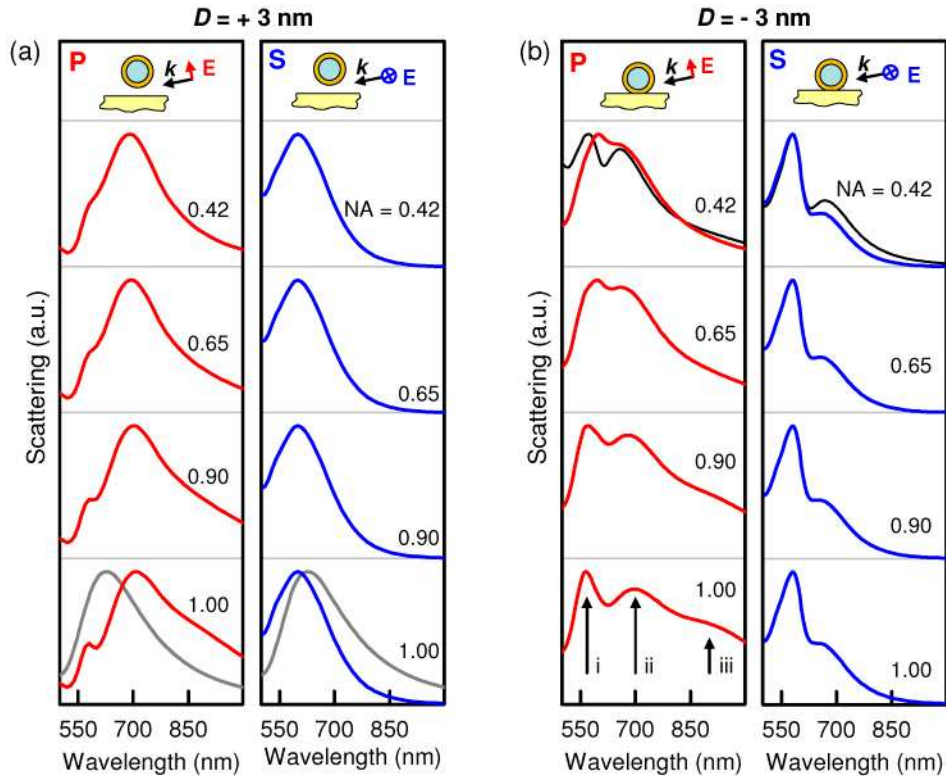 D = + 3 nm
D = - 3 nm
(a)
P
k
E
S
k
E
(b)
P
k
E
S
k
E
Scattering (a.u.)
0.42
NA = 0.42
0.65
0.65
0.90
0.90
1.00
1.00
550 700 850
550 700 850
Wavelength (nm)
Wavelength (nm)
Scattering (a.u.)
0.42
NA = 0.42
0.65
0.65
0.90
0.90
1.00
1.00
i
ii
iii
550 700 850
550 700 850
Wavelength (nm)
Wavelength (nm)